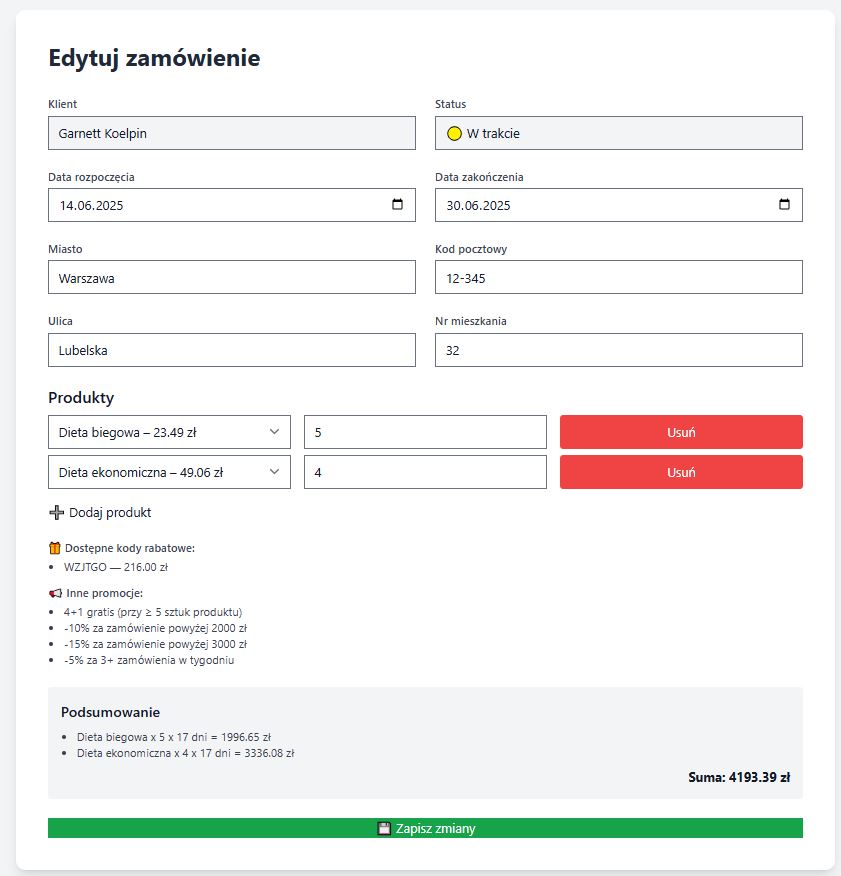 Edytuj zamówienie
Klient
Status
Garnett Koelpin
W trakcie
Data rozpoczęcia
Data zakończenia
14.06.2025
30.06.2025
Miasto
Kod pocztowy
Warszawa
12-345
Ulica
Nr mieszkania
Lubelska
32
Produkty
Dieta biegowa – 23.49 zł
5
Usuń
Dieta ekonomiczna – 49.06 zł
4
Usuń
Dodaj produkt
Dostępne kody rabatowe:
• WZJTGO — 216.00 zł
Inne promocje:
• 4+1 gratis (przy ≥ 5 sztuk produktu)
• -10% za zamówienie powyżej 2000 zł
• -15% za zamówienie powyżej 3000 zł
• -5% za 3+ zamówienia w tygodniu
Podsumowanie
• Dieta biegowa x 5 x 17 dni = 1996.65 zł
• Dieta ekonomiczna x 4 x 17 dni = 3336.08 zł
Suma: 4193.39 zł
Zapisz zmiany